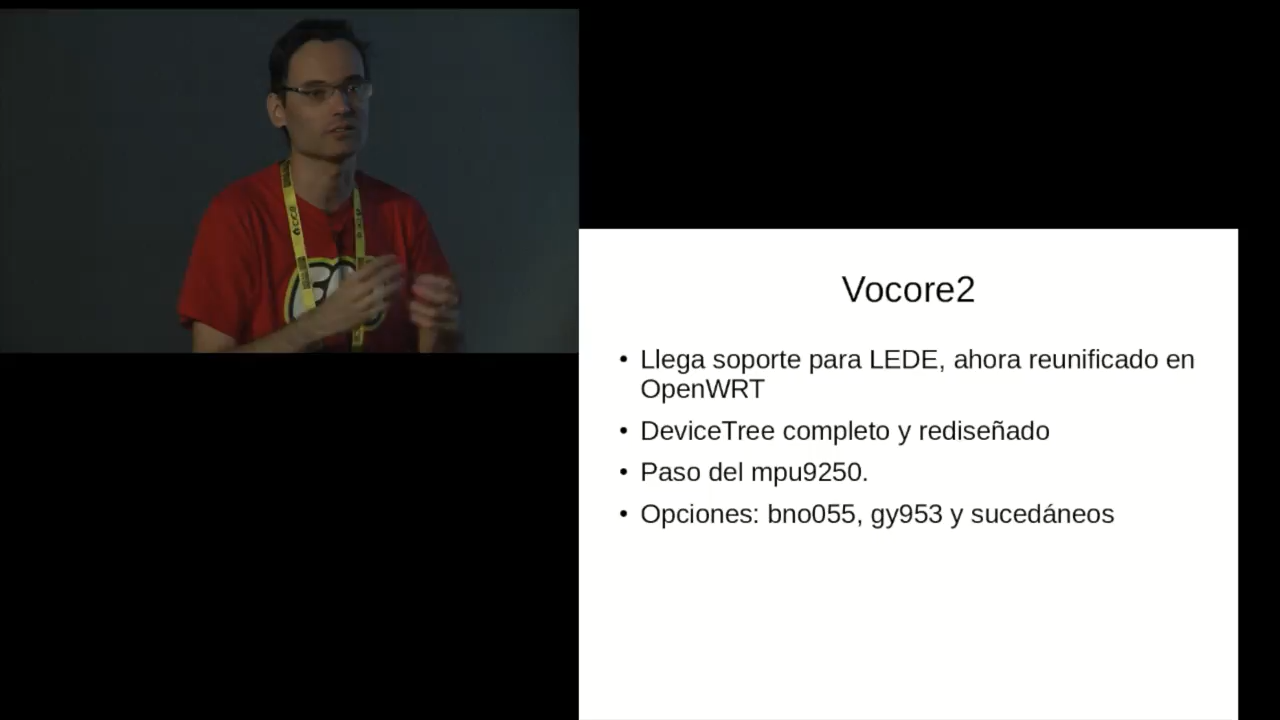 Vocore2
• Llega soporte para LEDE, ahora reunificado en
OpenWRT
• DeviceTree completo y rediseñado
• Paso del mpu9250.
• Opciones: bno055, gy953 y sucedáneos